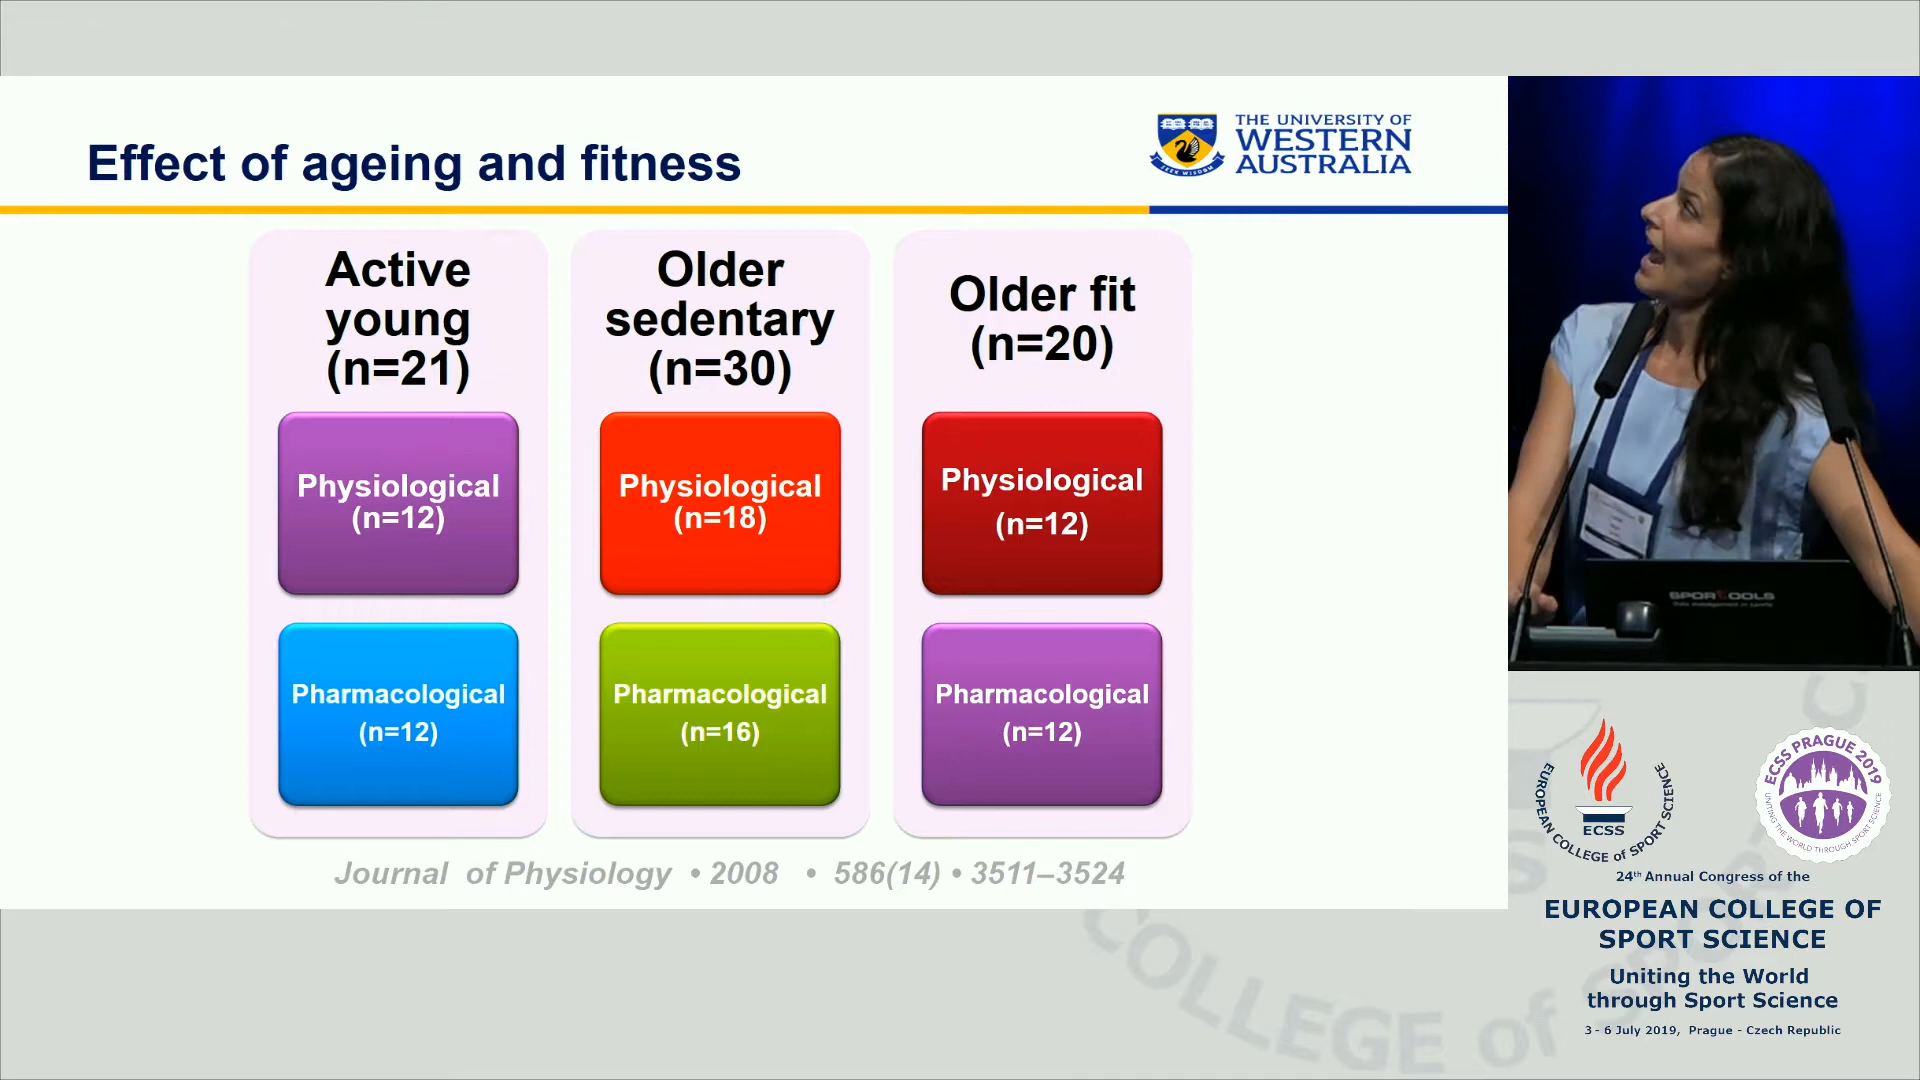 Effect of ageing and fitness
THE UNIVERSITY OF
WESTERN
AUSTRALIA
SEEK WISDOM
Active
young
(n=21)
Physiological
(n=12)
Pharmacological
(n=12)
Older
sedentary
(n=30)
Physiological
(n=18)
Pharmacological
(n=16)
Older fit
(n=20)
Physiological
(n=12)
Pharmacological
(n=12)
Journal of Physiology • 2008 • 586(14) • 3511–3524
EUROPEAN COLLEGE OF SPORT SCIENCE
ECSS
ECSS PRAGUE 2019
UNITING THE WORLD THROUGH SPORT SCIENCE
24th Annual Congress of the
EUROPEAN COLLEGE OF
SPORT SCIENCE
Uniting the World
through Sport Science
3 - 6 July 2019, Prague - Czech Republic
COLLEGE of SPORT SC